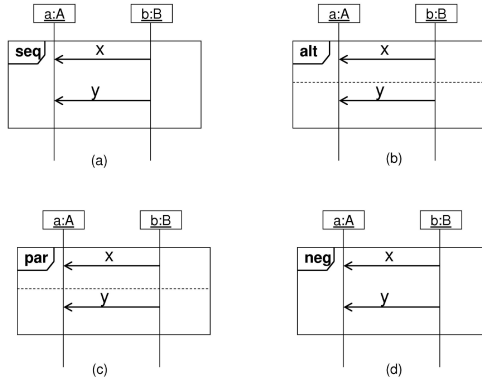 a:A b:B
seq x
y
(a)
a:A b:B
alt x
y
(b)
a:A b:B
par x
y
(c)
a:A b:B
neg x
y
(d)